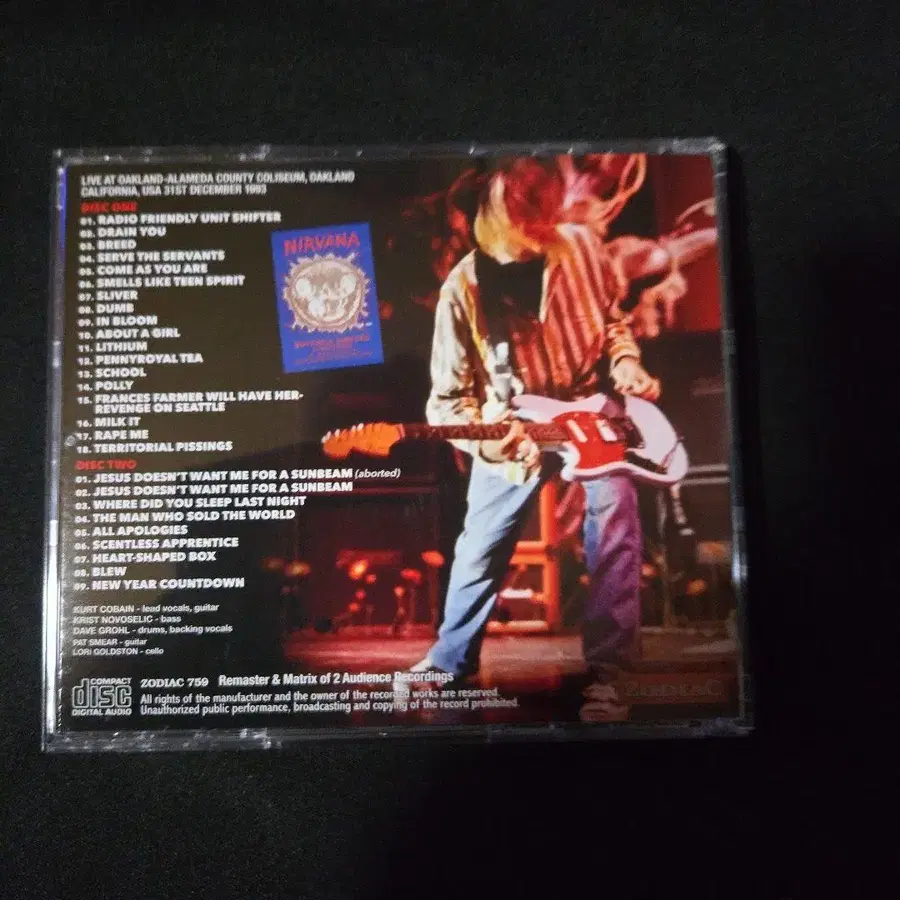 LIVE AT OAKLAND-ALAMEDA COUNTY COLISEUM, OAKLAND
CALIFORNIA, USA 31ST DECEMBER 1993
DISC ONE
01. RADIO FRIENDLY UNIT SHIFTER
02. DRAIN YOU
03. BREED
04. SERVE THE SERVANTS
05. COME AS YOU ARE
06. SMELLS LIKE TEEN SPIRIT
07. SLIVER
08. DUMB
09. IN BLOOM
10. ABOUT A GIRL
11. LITHIUM
12. PENNYROYAL TEA
13. SCHOOL
14. POLLY
15. FRANCES FARMER WILL HAVE HER-
REVENGE ON SEATTLE
16. MILK IT
17. RAPE ME
18. TERRITORIAL PISSINGS
DISC TWO
01. JESUS DOESN'T WANT ME FOR A SUNBEAM (aborted)
02. JESUS DOESN'T WANT ME FOR A SUNBEAM
03. WHERE DID YOU SLEEP LAST NIGHT
04. THE MAN WHO SOLD THE WORLD
05. ALL APOLOGIES
06. SCENTLESS APPRENTICE
07. HEART-SHAPED BOX
08. BLEW
09. NEW YEAR COUNTDOWN
KURT COBAIN - lead vocals, guitar
KRIST NOVOSELIC - bass
DAVE GROHL - drums, backing vocals
PAT SMEAR - guitar
LORI GOLDSTON - cello
COMPACT
disc
DIGITAL AUDIO
ZODIAC 759 Remaster & Matrix of 2 Audience Recordings
All rights of the manufacturer and the owner of the recorded works are reserved.
Unauthorized public performance, broadcasting and copying of the record prohibited.
NIRVANA
ZODIAC